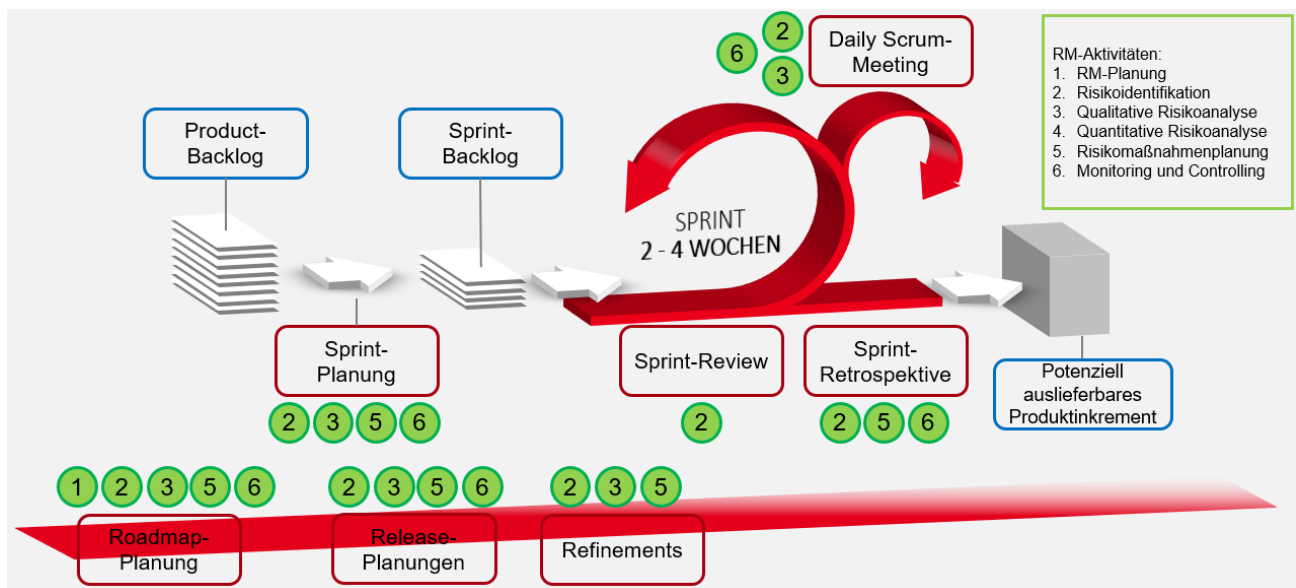 2
6
3
Daily Scrum-
Meeting
RM-Aktivitäten:
1. RM-Planung
2. Risikoidentifikation
3. Qualitative Risikoanalyse
4. Quantitative Risikoanalyse
5. Risikomaßnahmenplanung
6. Monitoring und Controlling
Product-
Backlog
Sprint-
Backlog
SPRINT
2 - 4 WOCHEN
Sprint-
Planung
2 3 5 6
Sprint-Review
2
Sprint-
Retrospektive
2 5 6
Potenziell
auslieferbares
Produktinkrement
1 2 3 5 6
Roadmap-
Planung
2 3 5 6
Release-
Planungen
2 3 5
Refinements